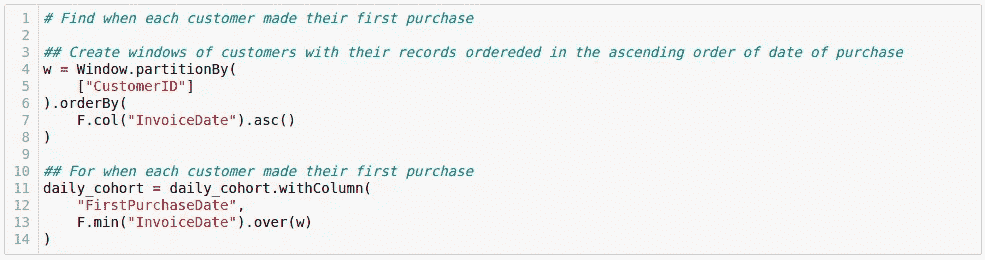 1 # Find when each customer made their first purchase
2
3 ## Create windows of customers with their records ordereded in the ascending order of date of purchase
4 w = Window.partitionBy(
5     ["CustomerID"]
6 ).orderBy(
7     F.col("InvoiceDate").asc()
8 )
9
10 ## For when each customer made their first purchase
11 daily_cohort = daily_cohort.withColumn(
12     "FirstPurchaseDate",
13     F.min("InvoiceDate").over(w)
14 )